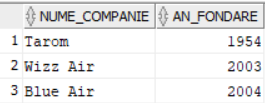 NUME_COMPANIE AN_FONDARE
1 Tarom 1954
2 Wizz Air 2003
3 Blue Air 2004